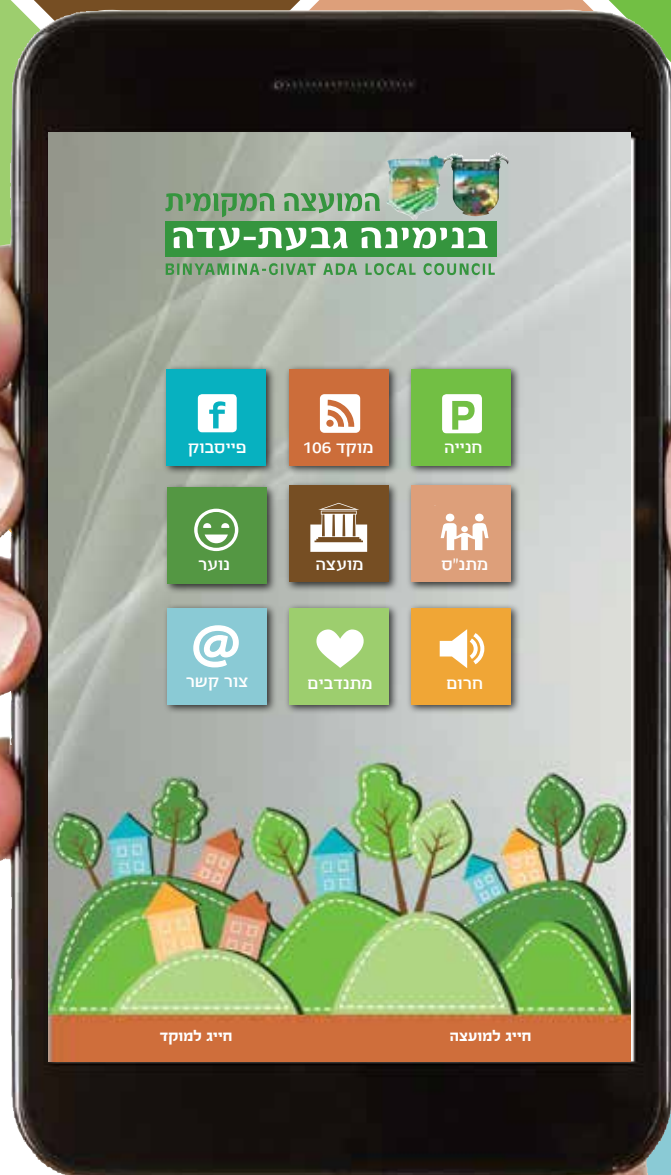 המועצה המקומית
בנימינה גבעת-עדה
BINYAMINA-GIVAT ADA LOCAL COUNCIL
חנייה
מוקד 106
פייסבוק
מתנ"ס
מועצה
נוער
חרום
מתנדבים
צור קשר
חייג למועצה
חייג למוקד